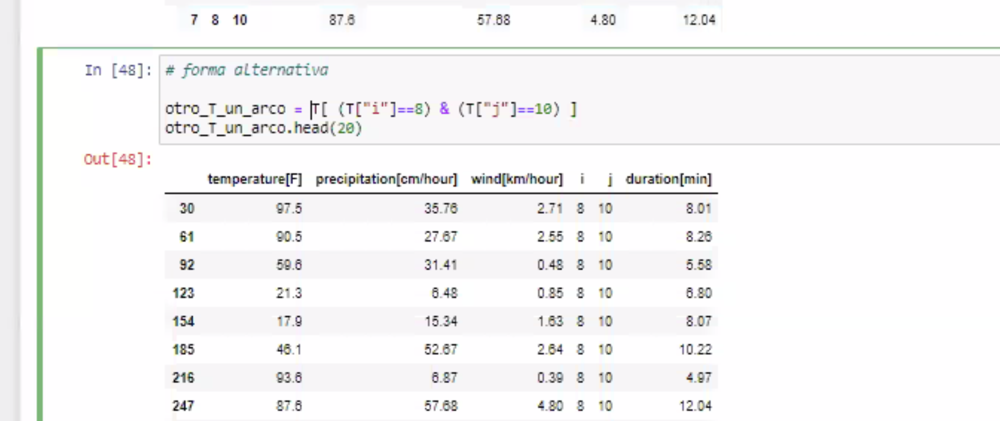 7 8 10 87.6 57.68 4.80 12.04
In [48]: # forma alternativa
otro_T_un_arco = T[ (T["i"]==8) & (T["j"]==10) ]
otro_T_un_arco.head(20)
Out[48]:
temperature[F] precipitation[cm/hour] wind[km/hour] i j duration[min]
30 97.5 35.76 2.71 8 10 8.01
61 90.5 27.67 2.55 8 10 8.26
92 59.6 31.41 0.48 8 10 5.58
123 21.3 6.48 0.85 8 10 6.80
154 17.9 15.34 1.63 8 10 8.07
185 46.1 52.67 2.64 8 10 10.22
216 93.6 6.87 0.39 8 10 4.97
247 87.6 57.68 4.80 8 10 12.04